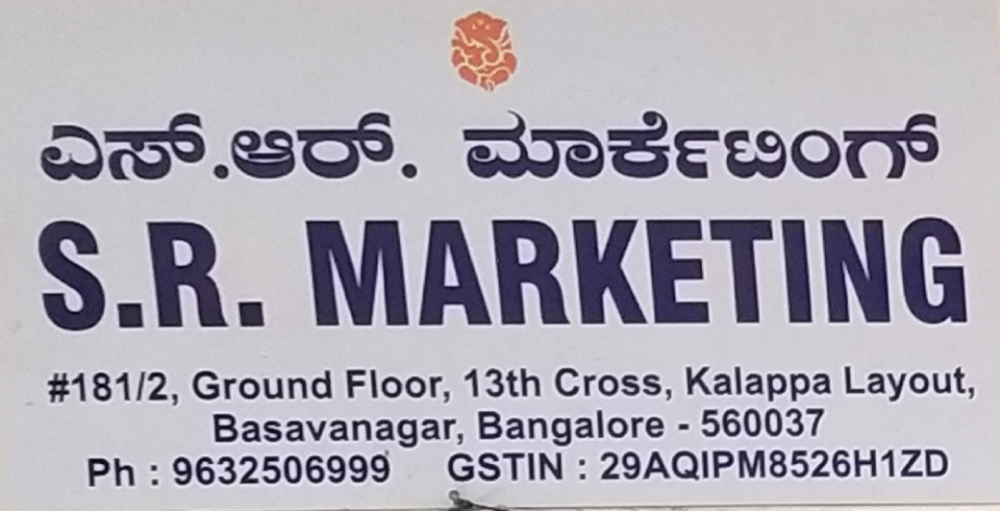 ಎಸ್.ಆರ್. ಮಾರ್ಕೆಟಿಂಗ್
S.R. MARKETING
#181/2, Ground Floor, 13th Cross, Kalappa Layout,
Basavanagar, Bangalore - 560037
Ph : 9632506999 GSTIN : 29AQIPM8526H1ZD